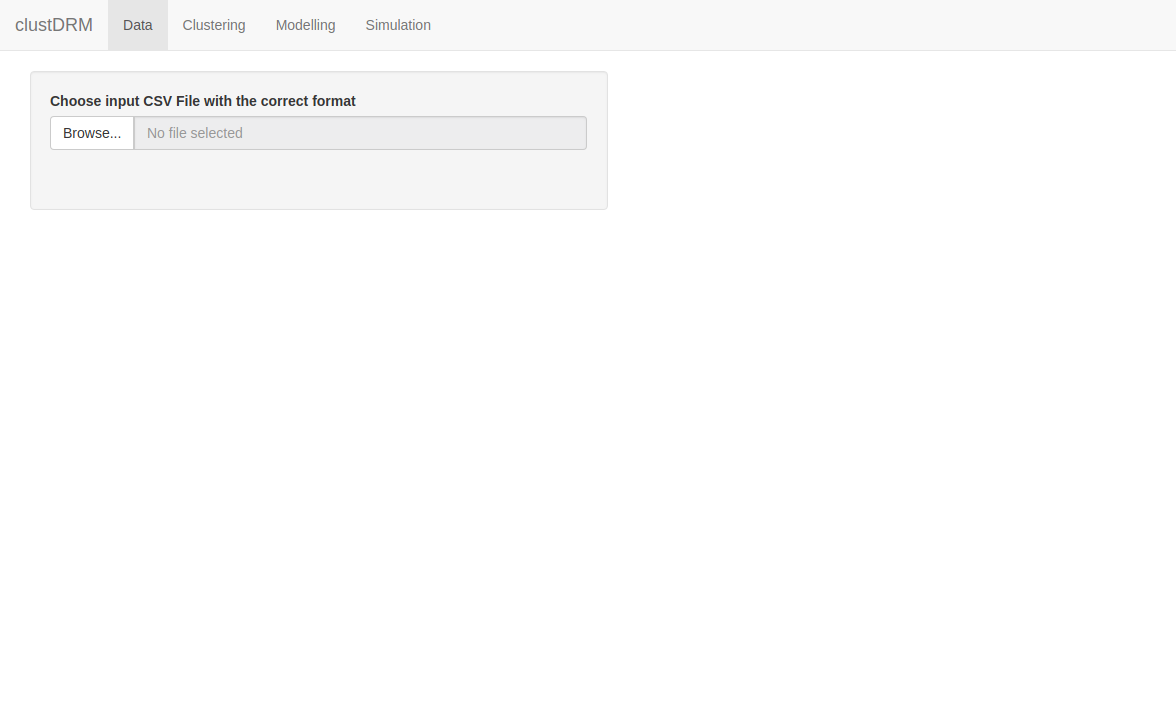 clustDRM Data Clustering Modelling Simulation
Choose input CSV File with the correct format
Browse... No file selected